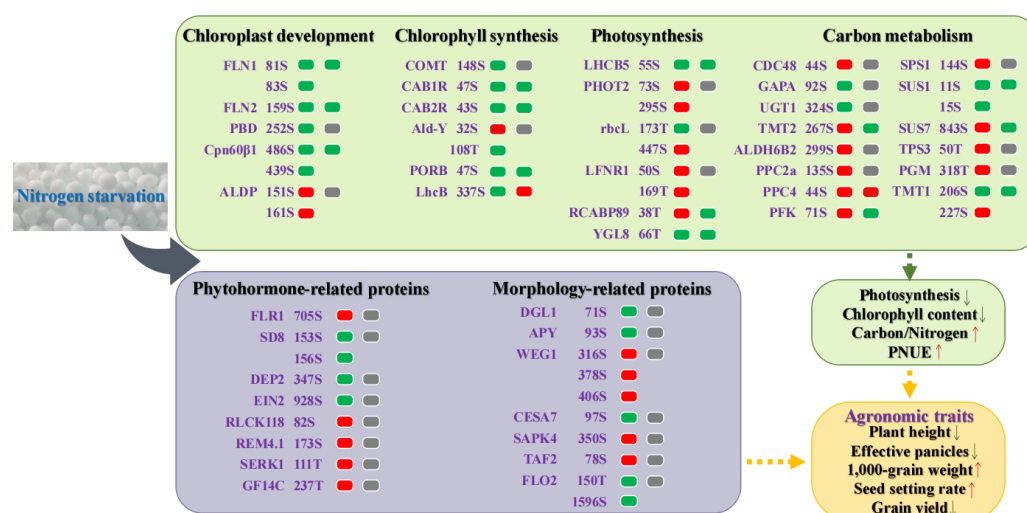 Chloroplast development
FLN1 81S
83S
FLN2 159S
PBD 252S
Cpn60β1 486S
439S
ALDP 151S
161S
Chlorophyll synthesis
COMT 148S
CAB1R 47S
CAB2R 43S
Ald-Y 32S
108T
PORB 47S
LhcB 337S
Photosynthesis
LHCB5 55S
PHOT2 73S
295S
rbcL 173T
447S
LFNR1 50S
169T
RCABP89 38T
YGL8 66T
Carbon metabolism
CDC48 44S
GAPA 92S
UGT1 324S
TMT2 267S
ALDH6B2 299S
PPC2a 135S
PPC4 44S
PFK 71S
SPS1 144S
SUS1 11S
15S
SUS7 843S
TPS3 50T
PGM 318T
TMT1 206S
227S
Nitrogen starvation
Phytohormone-related proteins
FLR1 705S
SD8 153S
156S
DEP2 347S
EIN2 928S
RLCK118 82S
REM4.1 173S
SERK1 111T
GF14C 237T
Morphology-related proteins
DGL1 71S
APY 93S
WEG1 316S
378S
406S
CESA7 97S
SAPK4 350S
TAF2 78S
FLO2 150T
1596S
Photosynthesis↓
Chlorophyll content↓
Carbon/Nitrogen↑
PNUE↑
Agronomic traits
Plant height↓
Effective panicles↓
1,000-grain weight↑
Seed setting rate↑
Grain yield↓